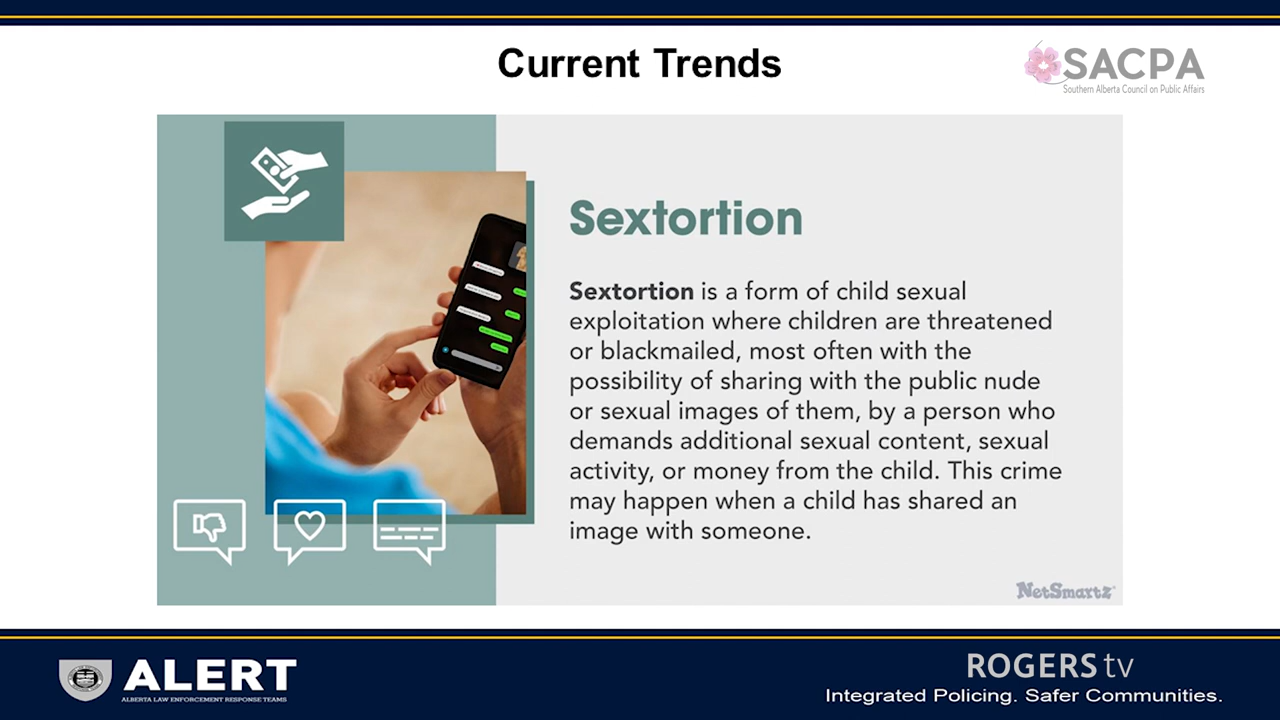 Current Trends
SACPA
Southern Alberta Council on Public Affairs
Sextortion
Sextortion is a form of child sexual
exploitation where children are threatened
or blackmailed, most often with the
possibility of sharing with the public nude
or sexual images of them, by a person who
demands additional sexual content, sexual
activity, or money from the child. This crime
may happen when a child has shared an
image with someone.
NetSmartz
ALERT
ALBERTA LAW ENFORCEMENT RESPONSE TEAMS
ROGERS tv
Integrated Policing. Safer Communities.